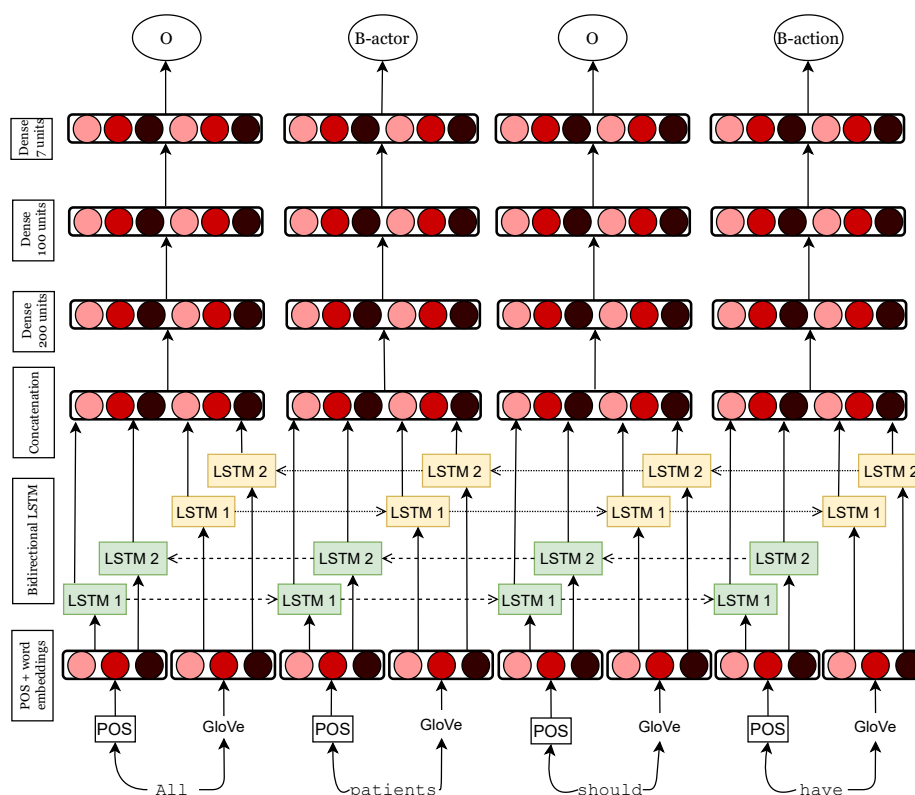 O B-actor O B-action
Dense
7 units
Dense
100 units
Dense
200 units
Concatenation
LSTM 2 LSTM 2 LSTM 2 LSTM 2
Bidirectional LSTM
LSTM 1 LSTM 1 LSTM 1 LSTM 1
LSTM 2 LSTM 2 LSTM 2 LSTM 2
LSTM 1 LSTM 1 LSTM 1 LSTM 1
POS + word
embeddings
POS GloVe POS GloVe POS GloVe POS GloVe
All patients should have